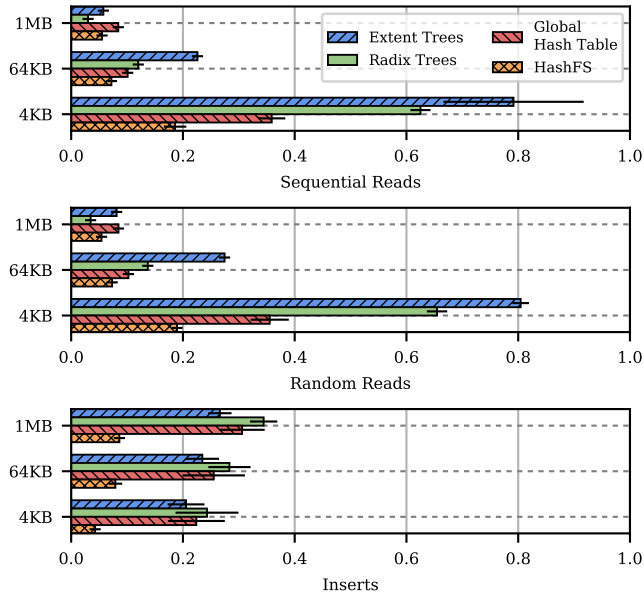 1MB
64KB
4KB
Extent Trees
Radix Trees
Global
Hash Table
HashFS
0.0 0.2 0.4 0.6 0.8 1.0
Sequential Reads
1MB
64KB
4KB
0.0 0.2 0.4 0.6 0.8 1.0
Random Reads
1MB
64KB
4KB
0.0 0.2 0.4 0.6 0.8 1.0
Inserts